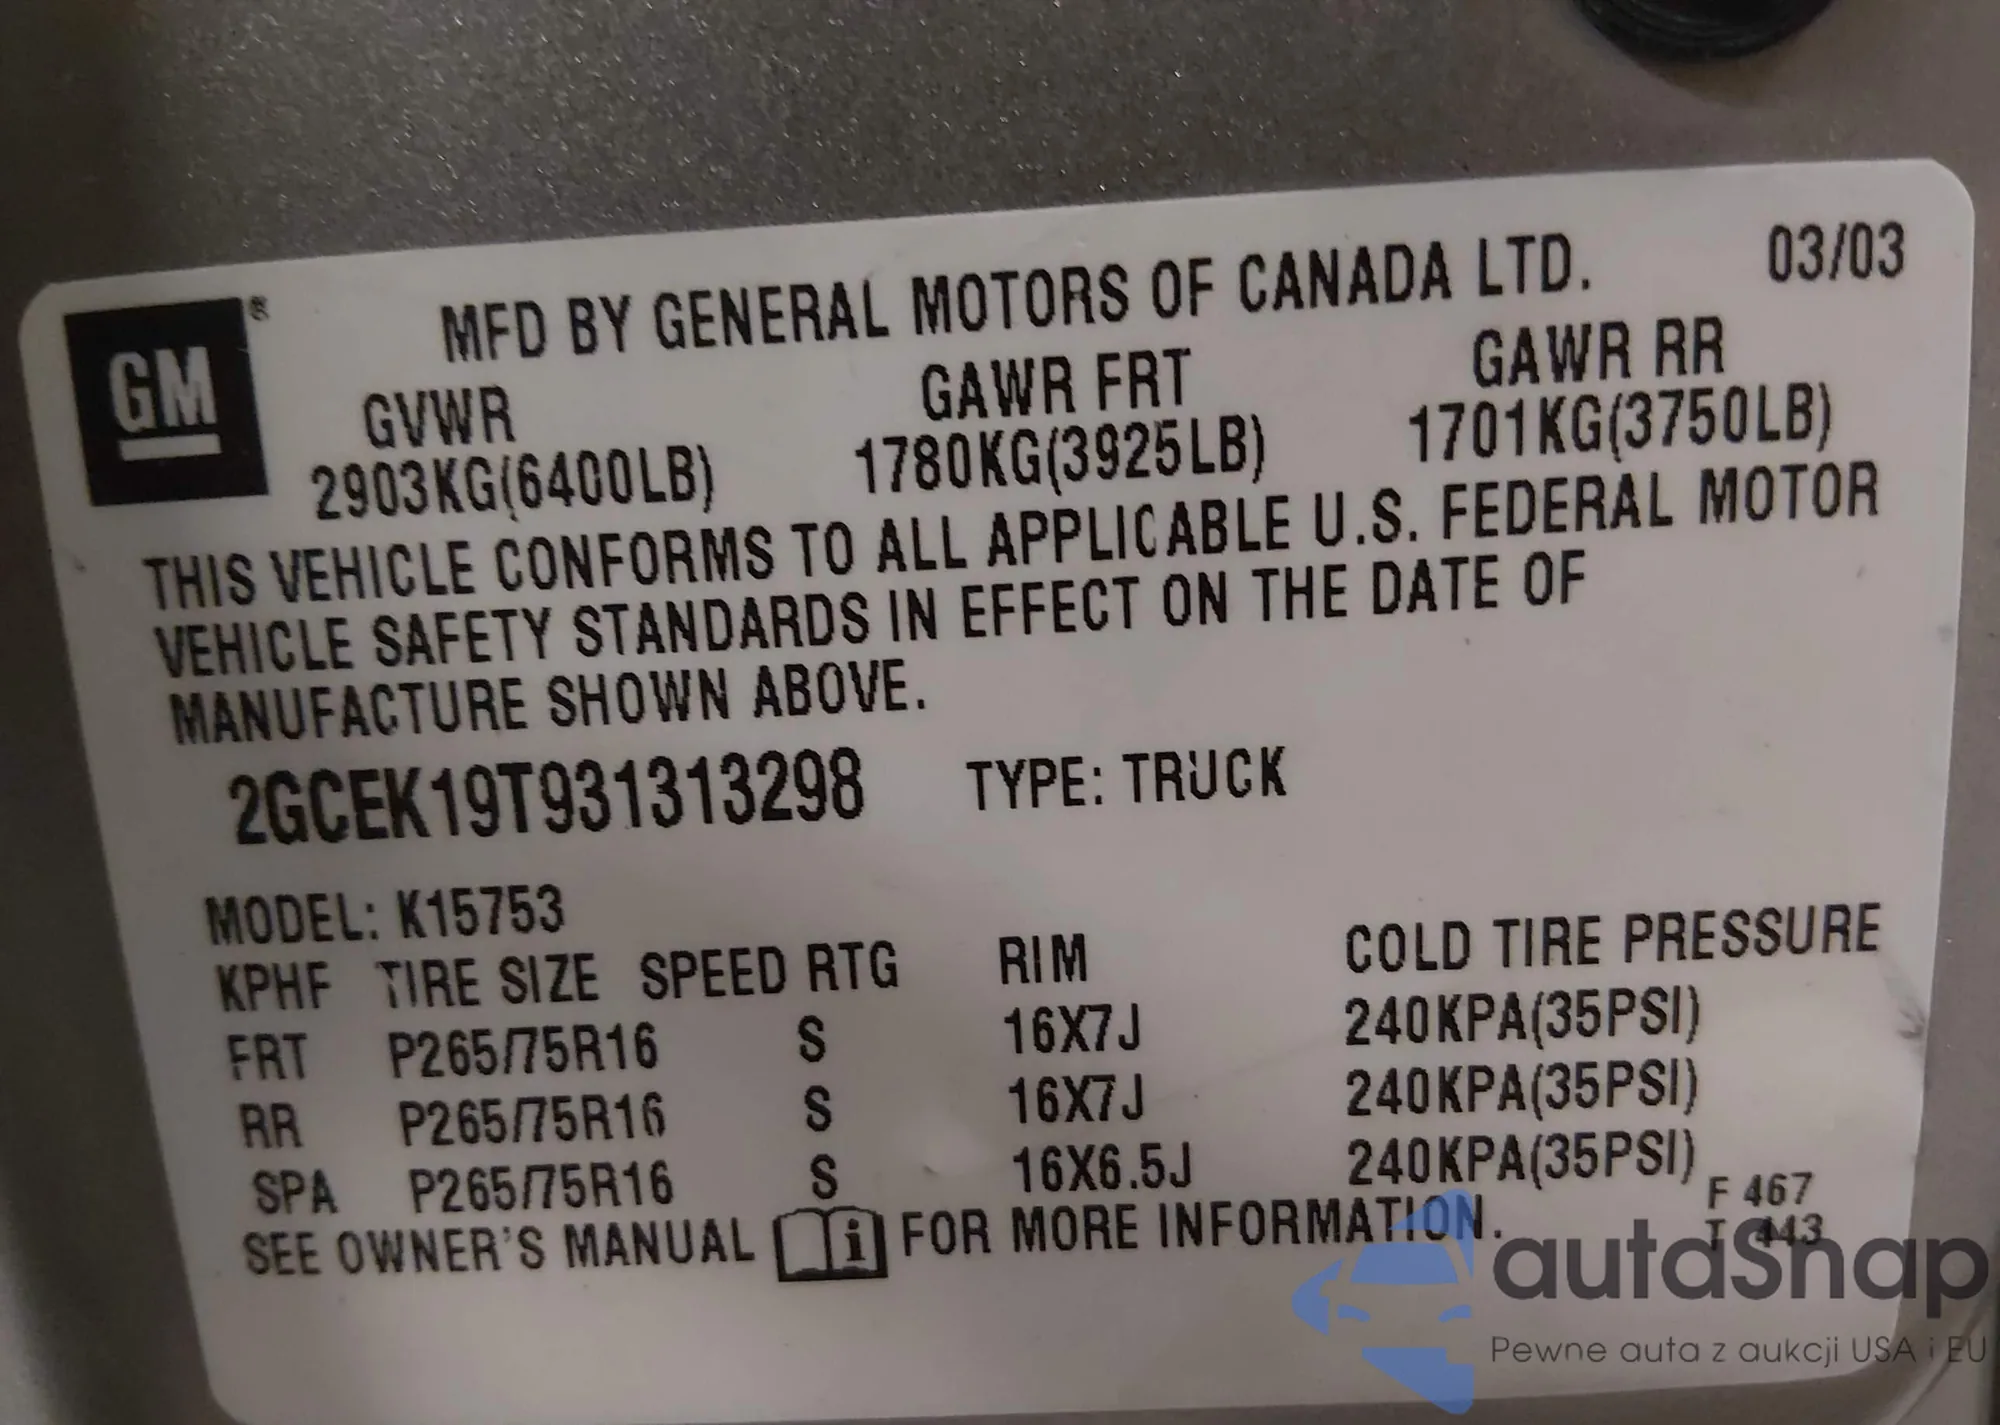 MFD BY GENERAL MOTORS OF CANADA LTD. 03/03
GM ®
GVWR GAWR FRT GAWR RR
2903KG(6400LB) 1780KG(3925LB) 1701KG(3750LB)
THIS VEHICLE CONFORMS TO ALL APPLICABLE U.S. FEDERAL MOTOR
VEHICLE SAFETY STANDARDS IN EFFECT ON THE DATE OF
MANUFACTURE SHOWN ABOVE.
2GCEK19T931313298 TYPE: TRUCK
MODEL: K15753
KPHF TIRE SIZE SPEED RTG RIM COLD TIRE PRESSURE
FRT P265/75R16 S 16X7J 240KPA(35PSI)
RR P265/75R16 S 16X7J 240KPA(35PSI)
SPA P265/75R16 S 16X6.5J 240KPA(35PSI)
SEE OWNER'S MANUAL i FOR MORE INFORMATION.
F 467
T 443
autaSnap
Pewne auta z aukcji USA i EU